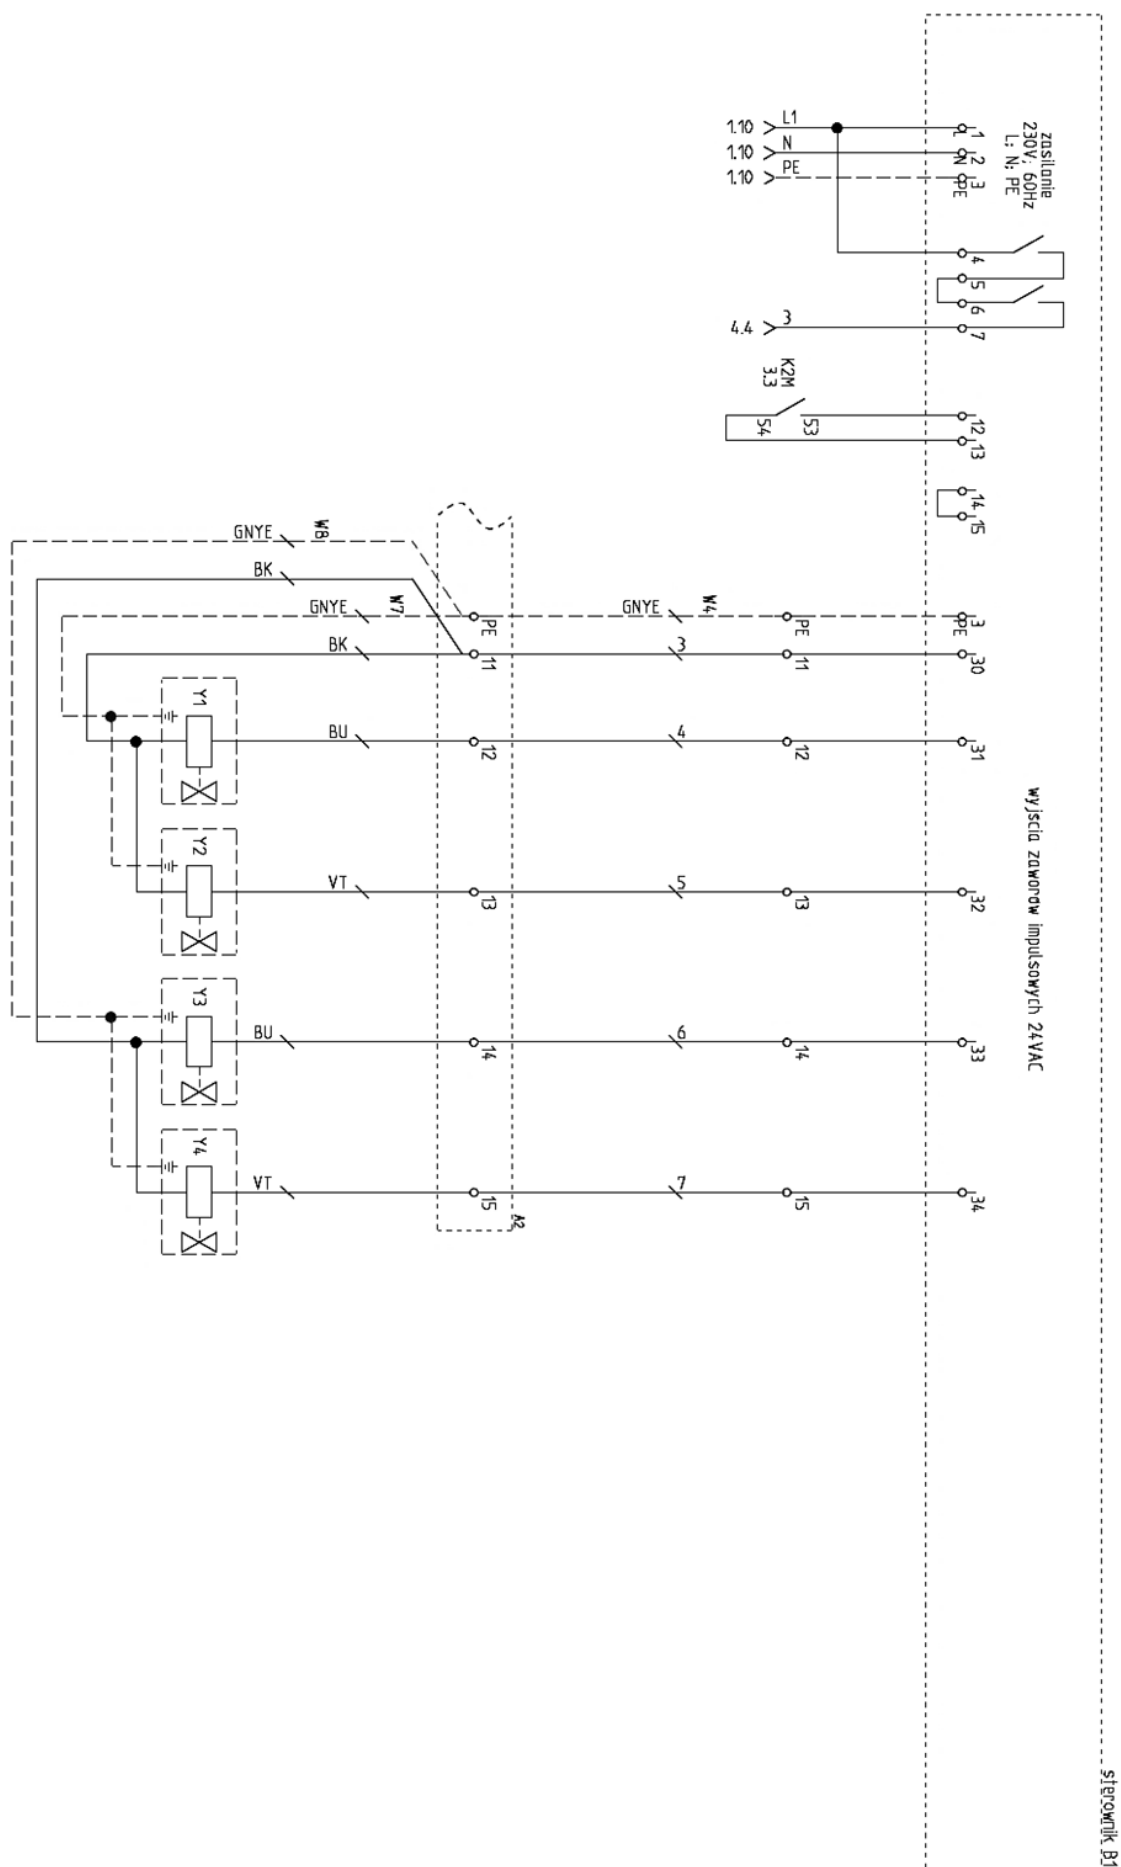 sterownik B1
zasilanie
230V; 60Hz
L; N; PE
1
2
3
L
N
PE
L1
N
PE
1.10
1.10
1.10
4
5
6
7
3
4.4
K2M
3.3
53
54
12
13
14
15
wyjscia zaworow impulsowych 24VAC
3
PE
30
31
32
33
34
PE
11
12
13
14
15
W4
GNYE
3
4
5
6
7
A2
PE
11
12
13
14
15
W8
GNYE
BK
W7
GNYE
BK
BU
VT
BU
VT
Y1
Y2
Y3
Y4